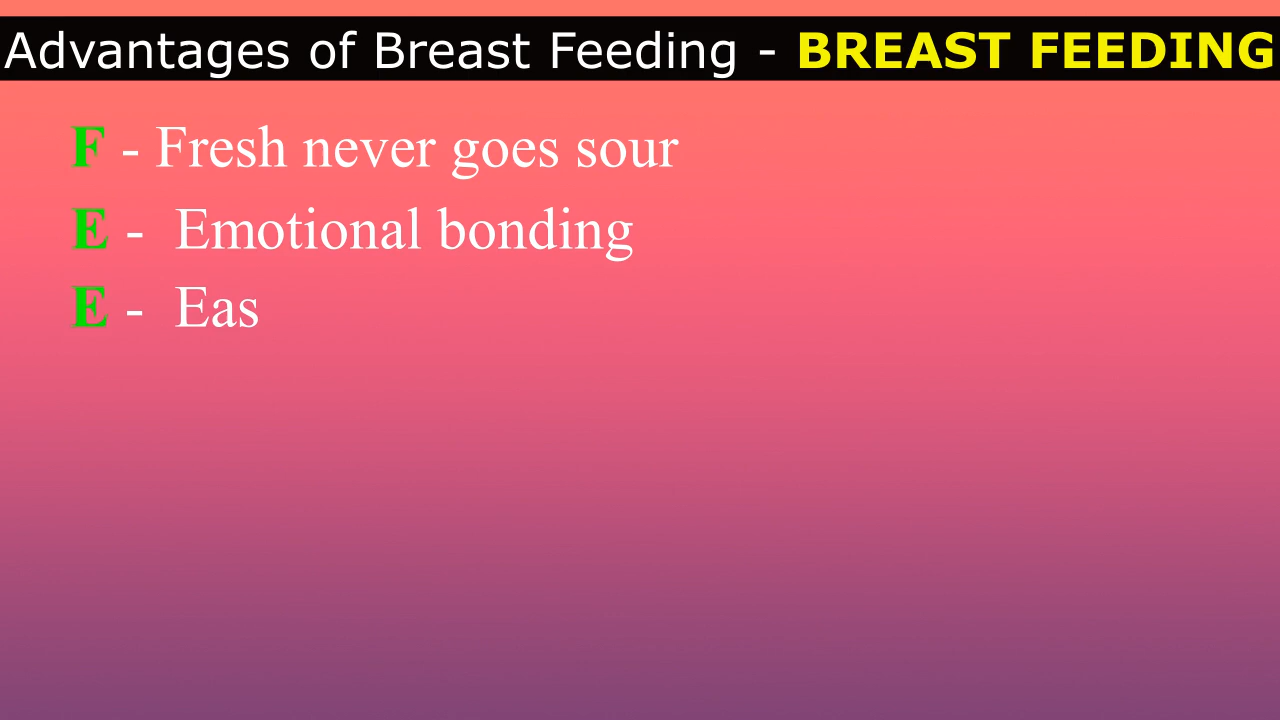 Advantages of Breast Feeding - BREAST FEEDING
F - Fresh never goes sour
E - Emotional bonding
E - Eas